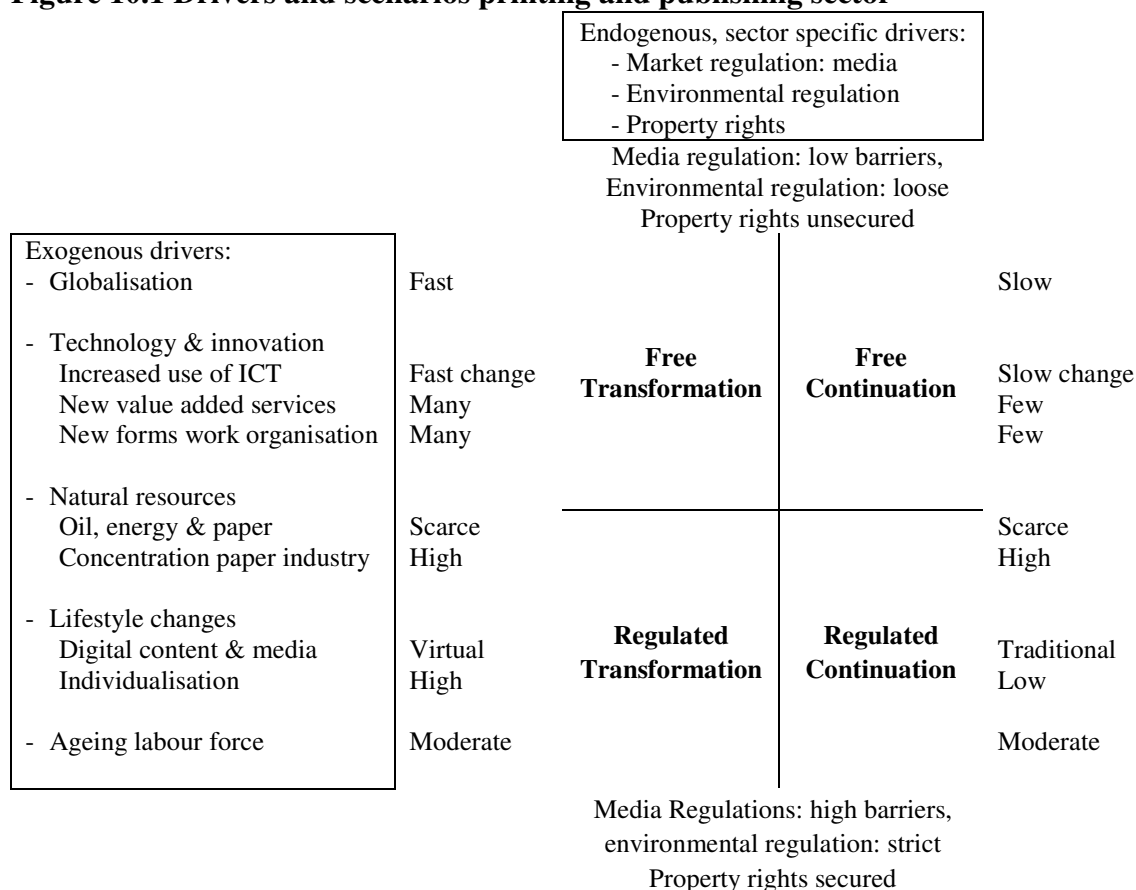 Figure 10.1 Drivers and scenarios printing and publishing sector
Endogenous, sector specific drivers:
- Market regulation: media
- Environmental regulation
- Property rights
Media regulation: low barriers,
Environmental regulation: loose
Property rights unsecured
Exogenous drivers:
- Globalisation Fast Slow
- Technology & innovation
Increased use of ICT Fast change Slow change
New value added services Many Few
New forms work organisation Many Few
Free Transformation
Free Continuation
- Natural resources
Oil, energy & paper Scarce Scarce
Concentration paper industry High High
- Lifestyle changes
Digital content & media Virtual Traditional
Individualisation High Low
Regulated Transformation
Regulated Continuation
- Ageing labour force Moderate Moderate
Media Regulations: high barriers,
environmental regulation: strict
Property rights secured